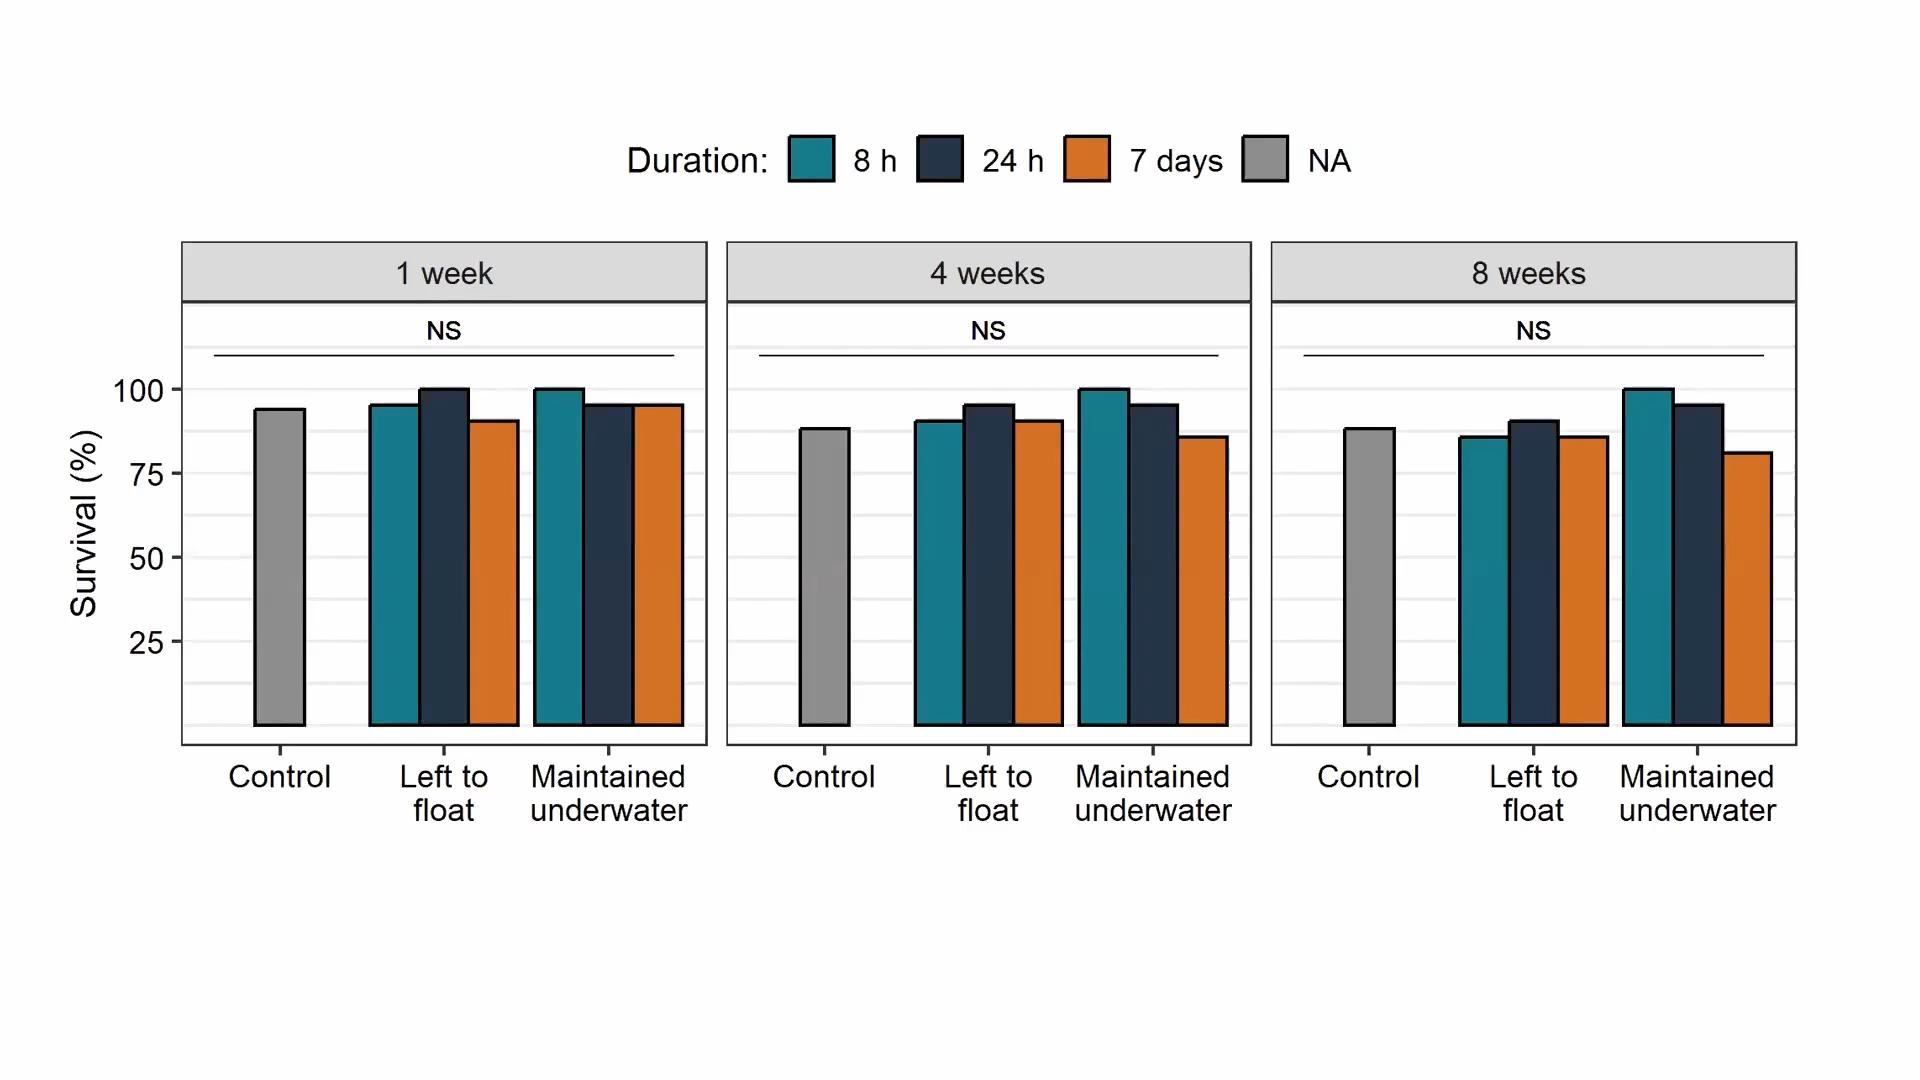 Duration: 8 h 24 h 7 days NA
1 week 4 weeks 8 weeks
NS NS NS
100
75
50
25
Survival (%)
Control Left to float Maintained underwater
Control Left to float Maintained underwater
Control Left to float Maintained underwater